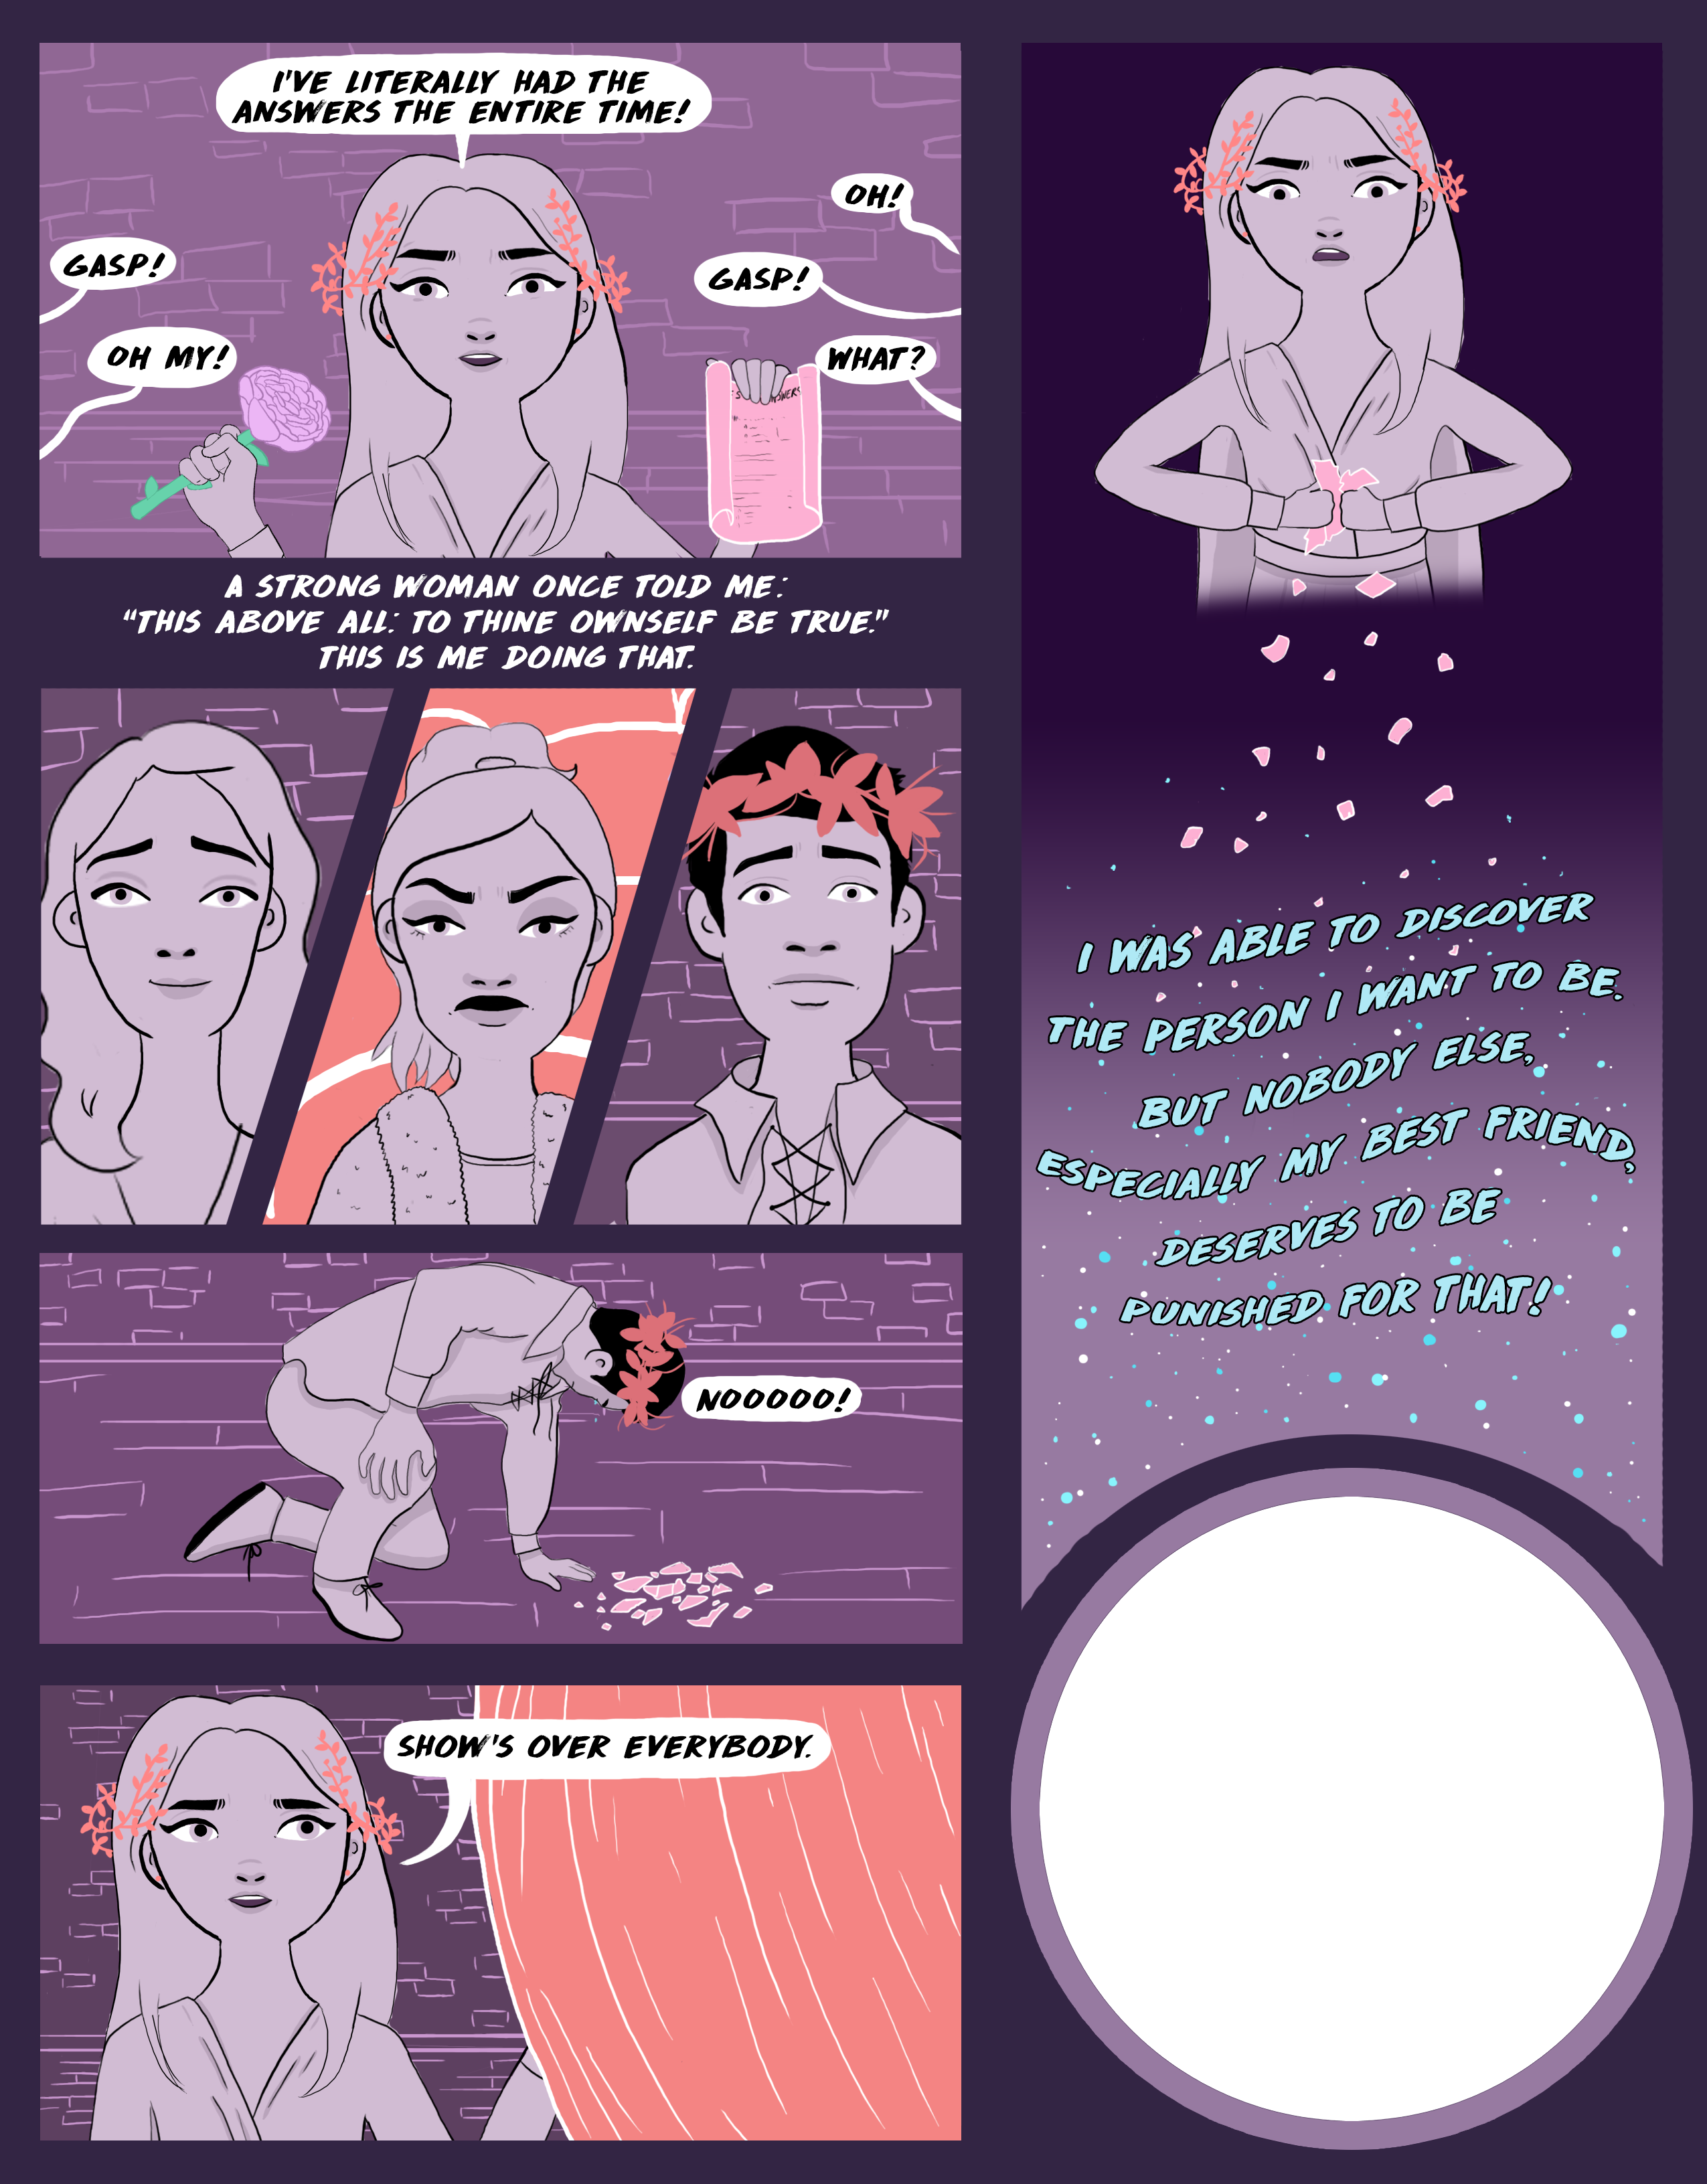 I'VE LITERALLY HAD THE
ANSWERS THE ENTIRE TIME!
OH!
GASP!
GASP!
OH MY!
WHAT?
A STRONG WOMAN ONCE TOLD ME:
“THIS ABOVE ALL: TO THINE OWNSELF BE TRUE.”
THIS IS ME DOING THAT.
NOOOOO!
SHOW'S OVER EVERYBODY.
I WAS ABLE TO DISCOVER
THE PERSON I WANT TO BE.
BUT NOBODY ELSE,
ESPECIALLY MY BEST FRIEND,
DESERVES TO BE
PUNISHED FOR THAT!